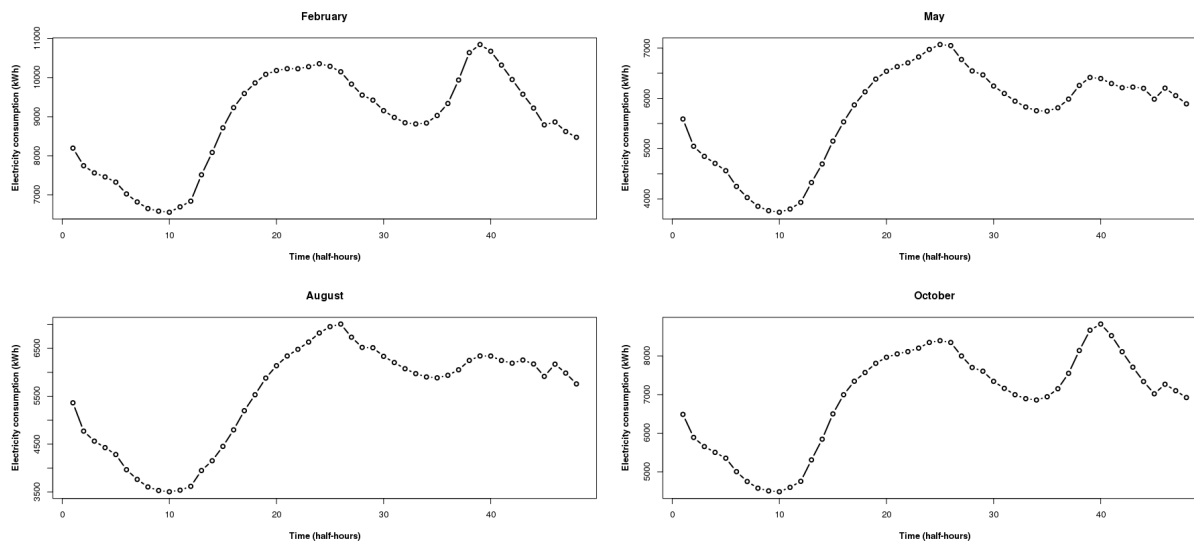 February
Electricity consumption (kWh)
7000 8000 9000 10000 11000
0 10 20 30 40
Time (half-hours)
May
Electricity consumption (kWh)
4000 5000 6000 7000
0 10 20 30 40
Time (half-hours)
August
Electricity consumption (kWh)
3500 4500 5500 6500
0 10 20 30 40
Time (half-hours)
October
Electricity consumption (kWh)
5000 6000 7000 8000
0 10 20 30 40
Time (half-hours)